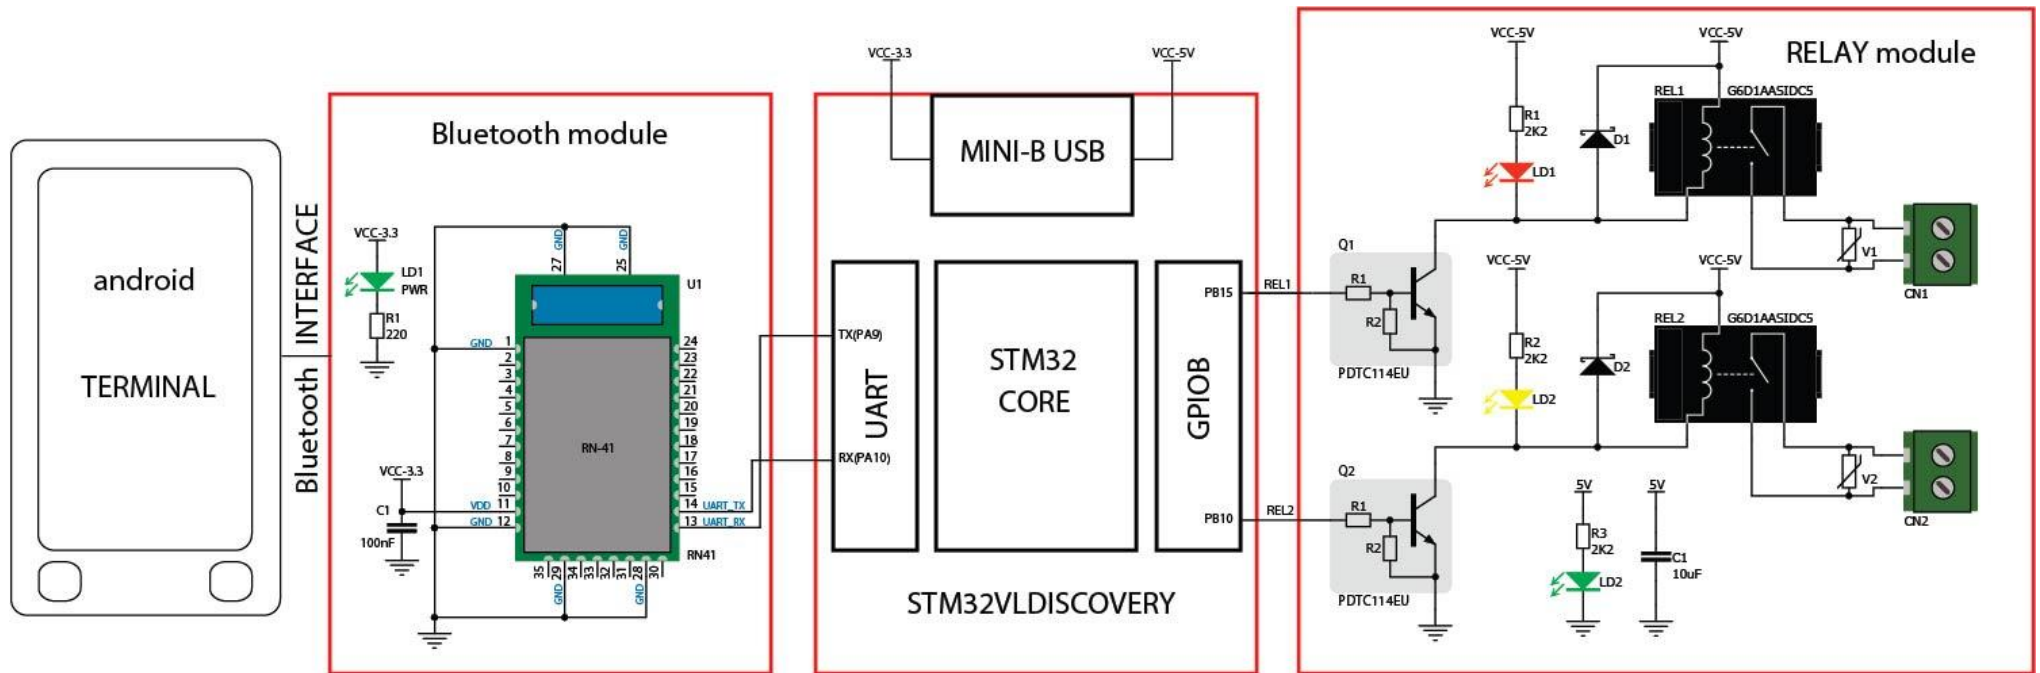 android
TERMINAL
Bluetooth INTERFACE
Bluetooth module
VCC-3.3
LD1
PWR
R1
220
GND
27
GND
25
U1
GND
1
2
3
4
5
6
7
8
9
10
VDD
11
GND
12
24
23
22
21
20
19
18
17
16
15
14
UART_TX
13
UART_RX
RN-41
RN41
VCC-3.3
C1
100nF
35
29
34
33
32
31
28
30
GND
GND
VCC-3.3
VCC-5V
MINI-B USB
TX(PA9)
RX(PA10)
UART
STM32
CORE
GPIOB
PB15
PB10
STM32VLDISCOVERY
REL1
REL2
RELAY module
VCC-5V
VCC-5V
R1
2K2
LD1
D1
REL1
G6D1AASIDC5
V1
CN1
Q1
R1
R2
PDTC114EU
VCC-5V
VCC-5V
R2
2K2
LD2
D2
REL2
G6D1AASIDC5
V2
CN2
Q2
R1
R2
PDTC114EU
5V
R3
2K2
LD2
5V
C1
10uF